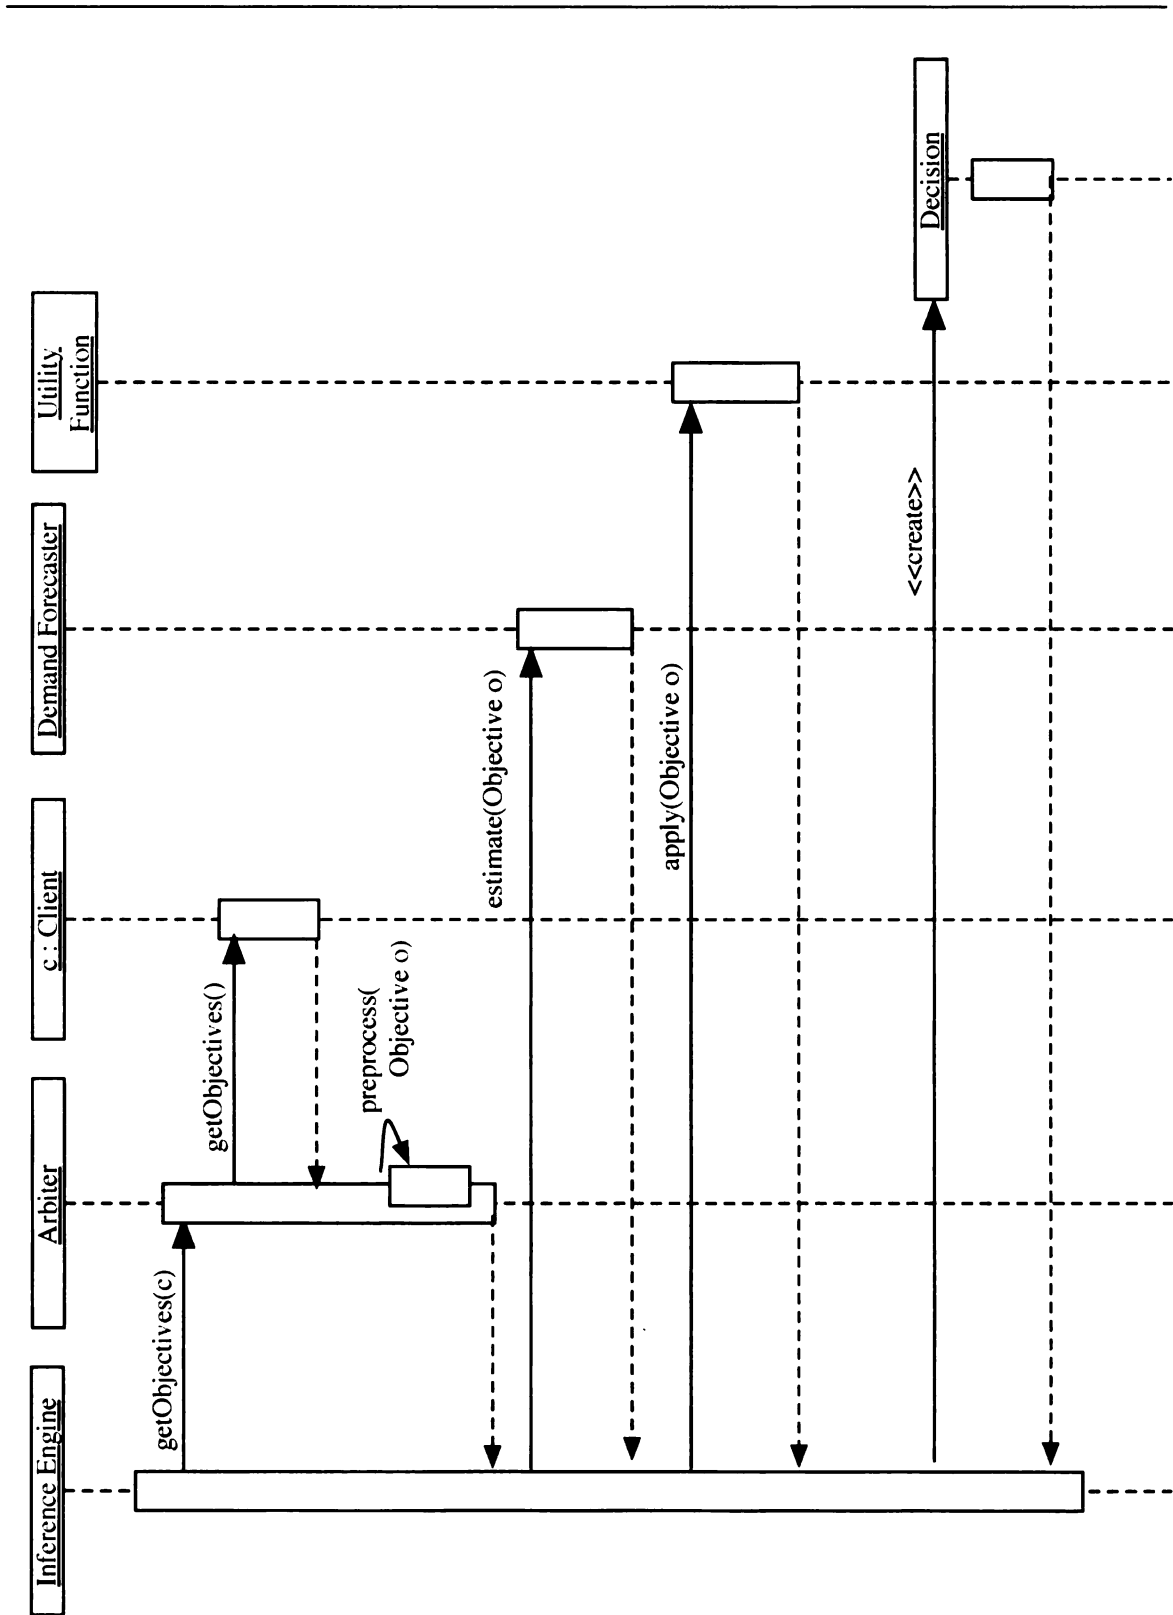 Inference Engine
Arbiter
c : Client
Demand Forecaster
Utility
Function
getObjectives(c)
getObjectives()
preprocess(
Objective o)
estimate(Objective o)
apply(Objective o)
<<create>>
Decision